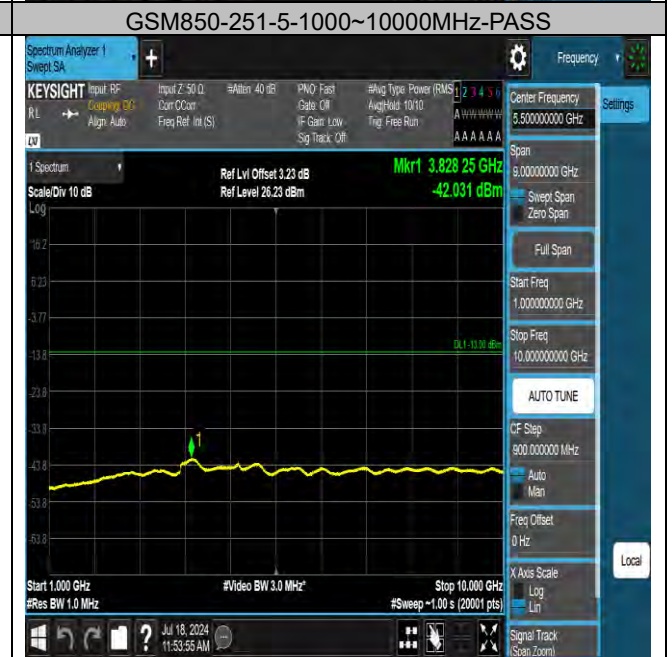 GSM850-251-5-1000~10000MHz-PASS
Spectrum Analyzer 1
Swept SA
+
Frequency
KEYSIGHT Input: RF
RL
Coupling: DC
Align: Auto
Input Z: 50 Ω
Corr CCorr
Freq Ref: Int (S)
#Atten: 40 dB
PNO: Fast
Gate: Off
IF Gain: Low
Sig Track: Off
#Avg Type: Power (RMS
Avg|Hold: 10/10
Trig: Free Run
1 2 3 4 5 6
A W W W W W
A A A A A A
LXI
Settings
Center Frequency
5.500000000 GHz
Span
9.00000000 GHz
Swept Span
Zero Span
Full Span
Start Freq
1.000000000 GHz
Stop Freq
10.000000000 GHz
AUTO TUNE
CF Step
900.000000 MHz
Auto
Man
Freq Offset
0 Hz
X Axis Scale
Log
Lin
Signal Track
(Span Zoom)
Local
1 Spectrum
Scale/Div 10 dB
Log
Ref Lvl Offset 3.23 dB
Ref Level 26.23 dBm
Mkr1 3.828 25 GHz
-42.031 dBm
16.2
6.23
-3.77
-13.8
-23.8
-33.8
-43.8
-53.8
-63.8
DL1 -13.00 dBm
1
Start 1.000 GHz
#Res BW 1.0 MHz
#Video BW 3.0 MHz*
Stop 10.000 GHz
#Sweep ~1.00 s (20001 pts)
?
Jul 18, 2024
11:53:55 AM